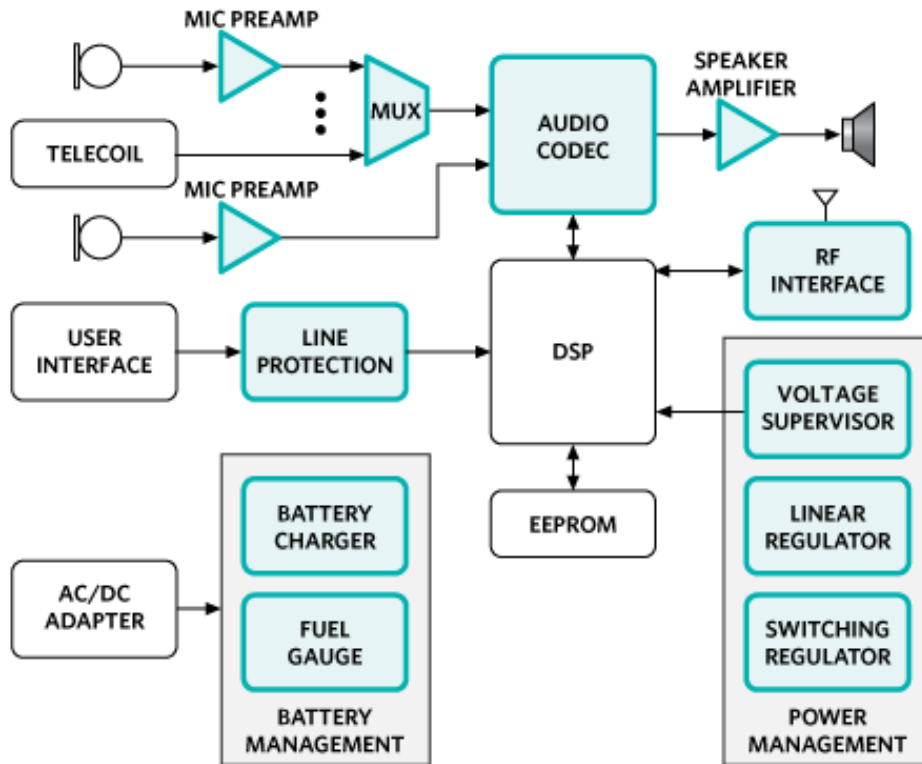 MIC PREAMP
MUX
TELECOIL
MIC PREAMP
AUDIO
CODEC
SPEAKER
AMPLIFIER
RF
INTERFACE
USER
INTERFACE
LINE
PROTECTION
DSP
VOLTAGE
SUPERVISOR
EEPROM
LINEAR
REGULATOR
SWITCHING
REGULATOR
POWER
MANAGEMENT
AC/DC
ADAPTER
BATTERY
CHARGER
FUEL
GAUGE
BATTERY
MANAGEMENT